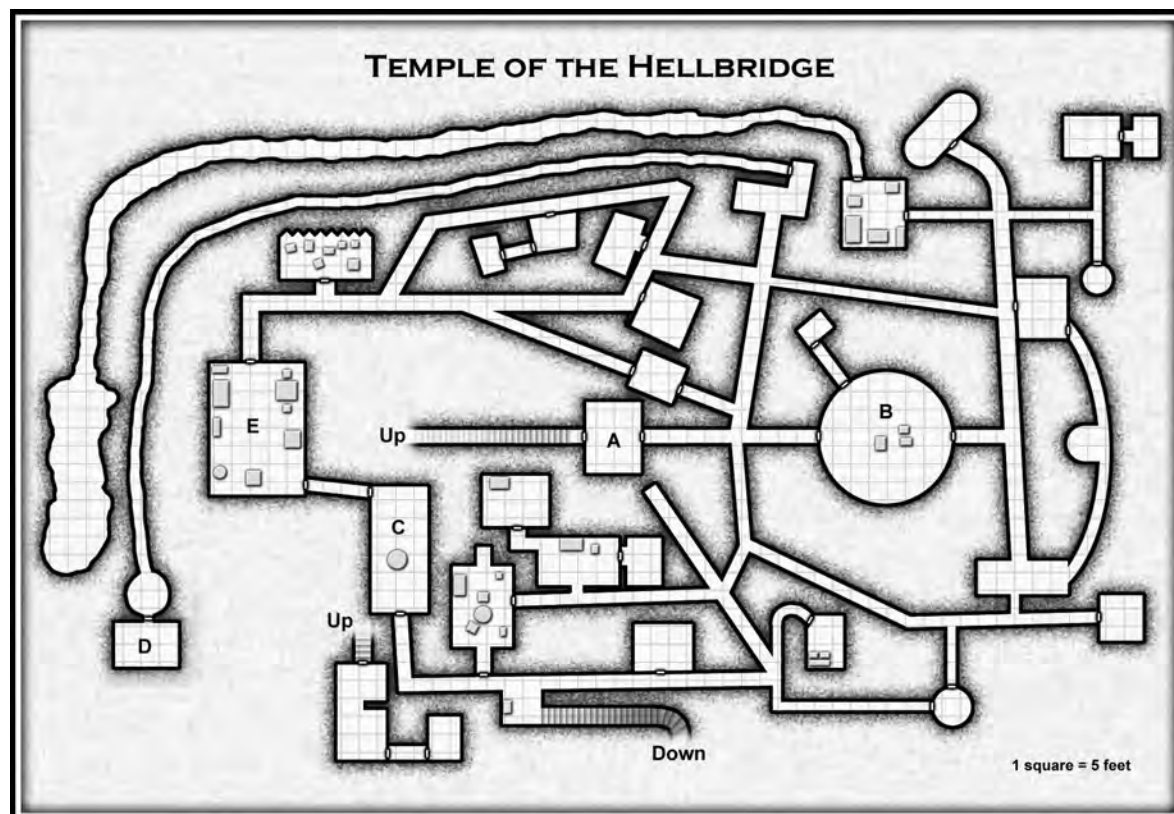 TEMPLE OF THE HELLBRIDGE
B
E
Up
A
C
Up
D
Down
1 square = 5 feet